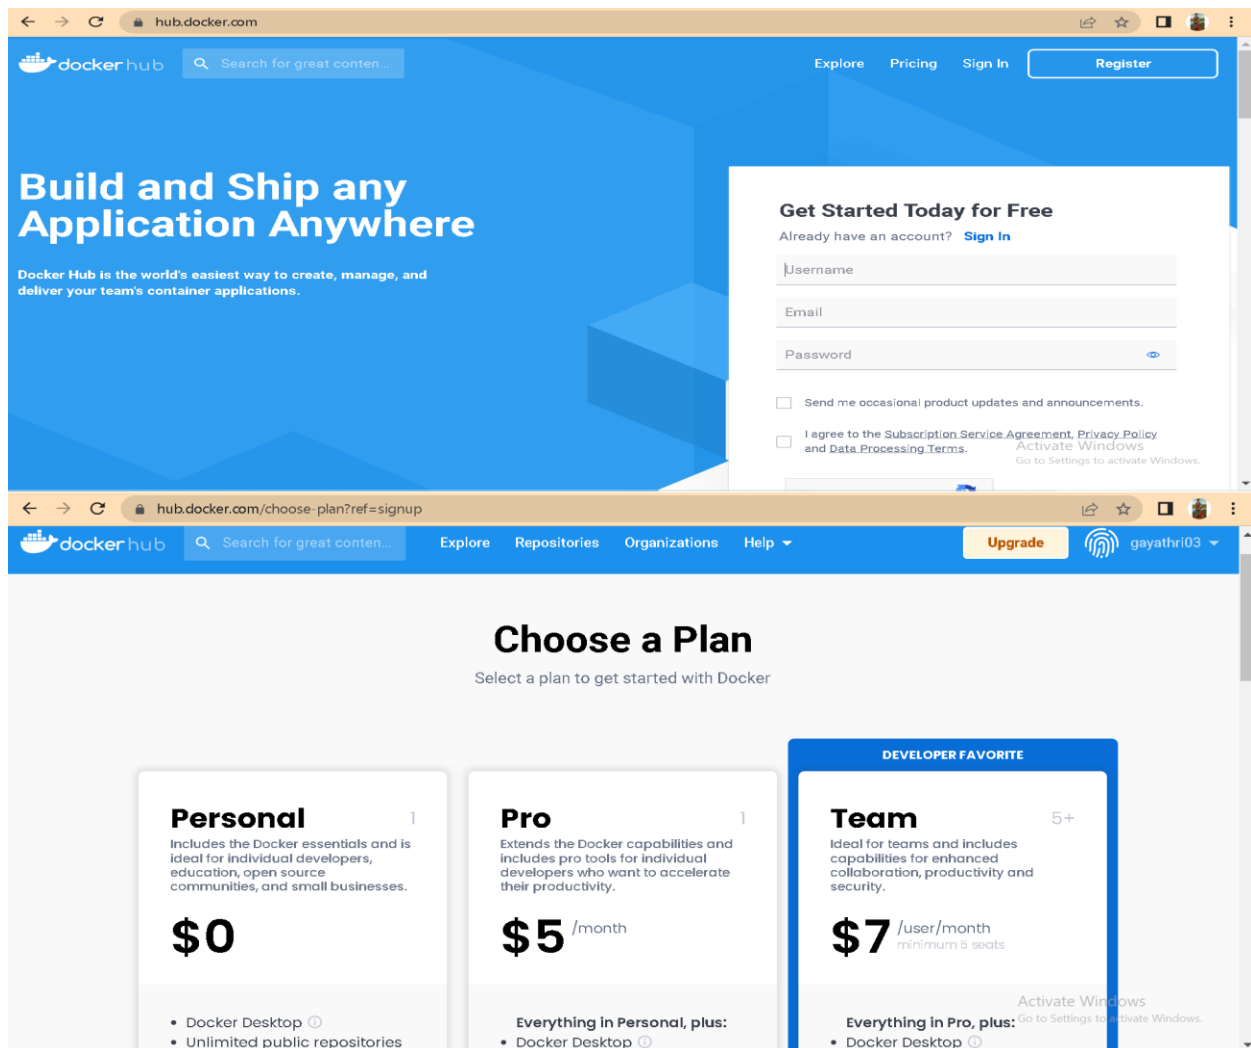 hub.docker.com
dockerhub
Search for great conten...
Explore
Pricing
Sign In
Register
Build and Ship any
Application Anywhere
Docker Hub is the world's easiest way to create, manage, and
deliver your team's container applications.
Get Started Today for Free
Already have an account? Sign In
Username
Email
Password
Send me occasional product updates and announcements.
I agree to the Subscription Service Agreement, Privacy Policy
and Data Processing Terms.
Activate Windows
Go to Settings to activate Windows.
hub.docker.com/choose-plan?ref=signup
dockerhub
Search for great conten...
Explore
Repositories
Organizations
Help
Upgrade
gayathri03
Choose a Plan
Select a plan to get started with Docker
Personal 1
Includes the Docker essentials and is
ideal for individual developers,
education, open source
communities, and small businesses.
$0
• Docker Desktop
• Unlimited public repositories
Pro 1
Extends the Docker capabilities and
includes pro tools for individual
developers who want to accelerate
their productivity.
$5 /month
Everything in Personal, plus:
• Docker Desktop
DEVELOPER FAVORITE
Team 5+
Ideal for teams and includes
capabilities for enhanced
collaboration, productivity and
security.
$7 /user/month
minimum 5 seats
Everything in Pro, plus:
• Docker Desktop
Activate Windows
Go to Settings to activate Windows.